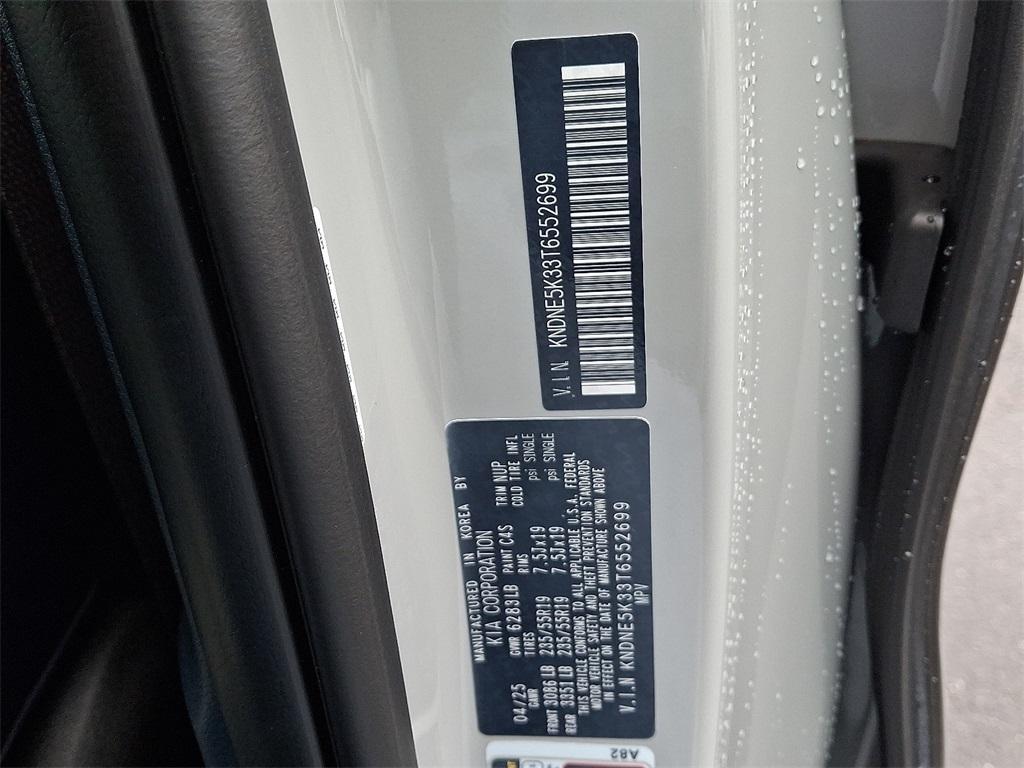 V.I.N KNDNE5K33T6552699
MANUFACTURED IN KOREA BY
KIA CORPORATION
04/25 GVWR 6283LB PAINT C4S TRIM NUP
GAWR TIRES RIMS COLD TIRE INFL
FRONT 3086 LB 235/55R19 7.5Jx19 psi SINGLE
REAR 3351 LB 235/55R19 7.5Jx19 psi SINGLE
THIS VEHICLE CONFORMS TO ALL APPLICABLE U.S.A. FEDERAL
MOTOR VEHICLE SAFETY AND THEFT PREVENTION STANDARDS
IN EFFECT ON THE DATE OF MANUFACTURE SHOWN ABOVE
V.I.N KNDNE5K33T6552699
MPV
A82